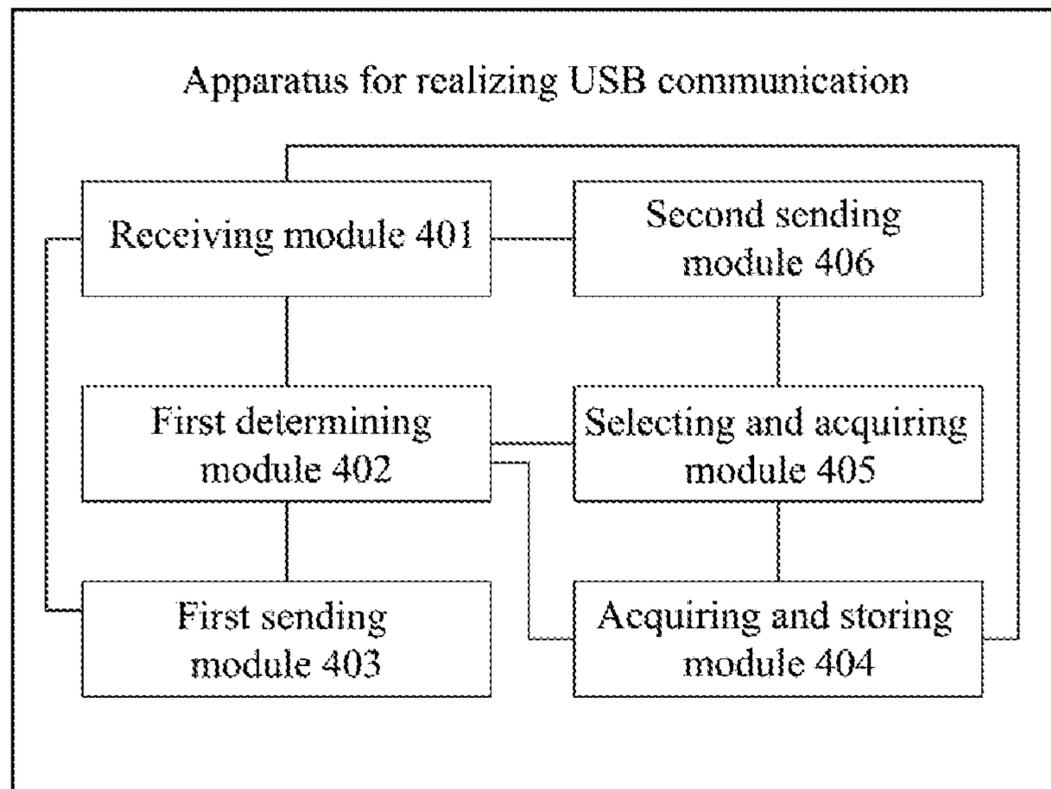 Apparatus for realizing USB communication
Receiving module 401
Second sending
module 406
First determining
module 402
Selecting and acquiring
module 405
First sending
module 403
Acquiring and storing
module 404